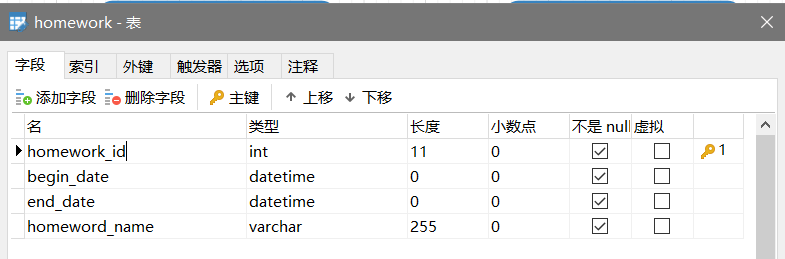 homework - 表
字段 索引 外键 触发器 选项 注释
添加字段 删除字段 主键 上移 下移
名 类型 长度 小数点 不是 null 虚拟
homework_id int 11 0 1
begin_date datetime 0 0
end_date datetime 0 0
homeword_name varchar 255 0